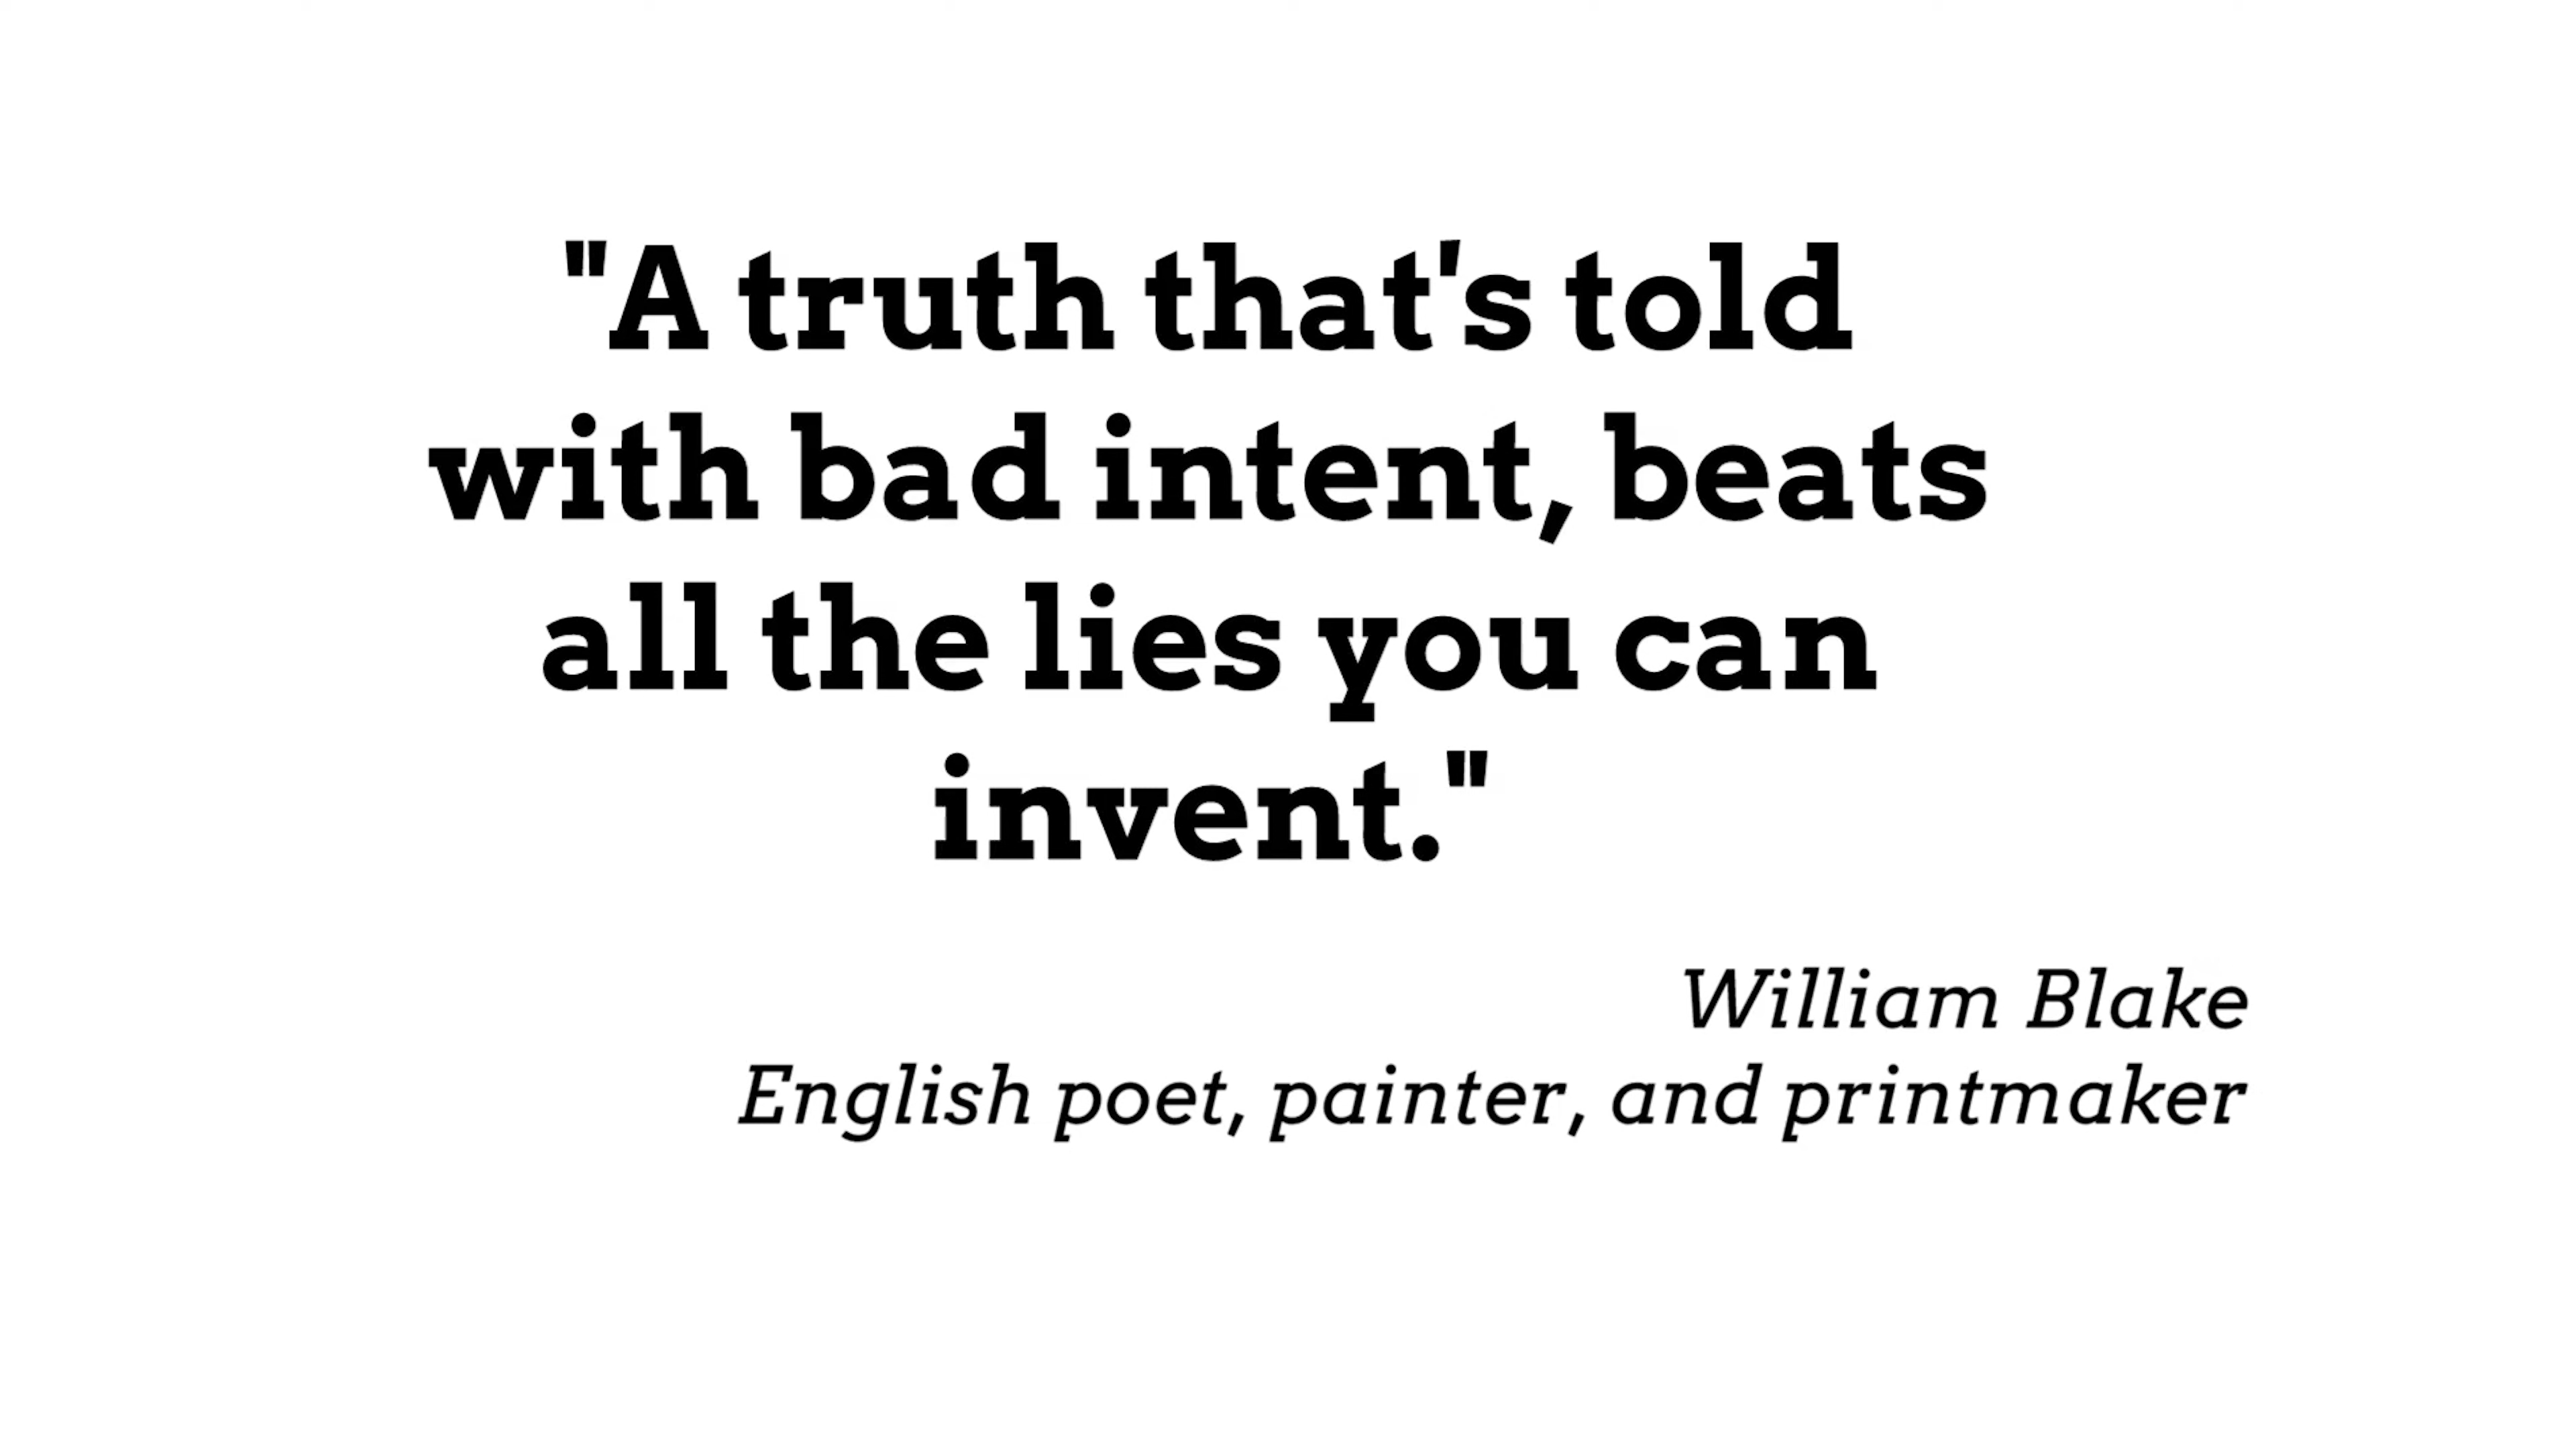 "A truth that's told
with bad intent, beats
all the lies you can
invent."
William Blake
English poet, painter, and printmaker